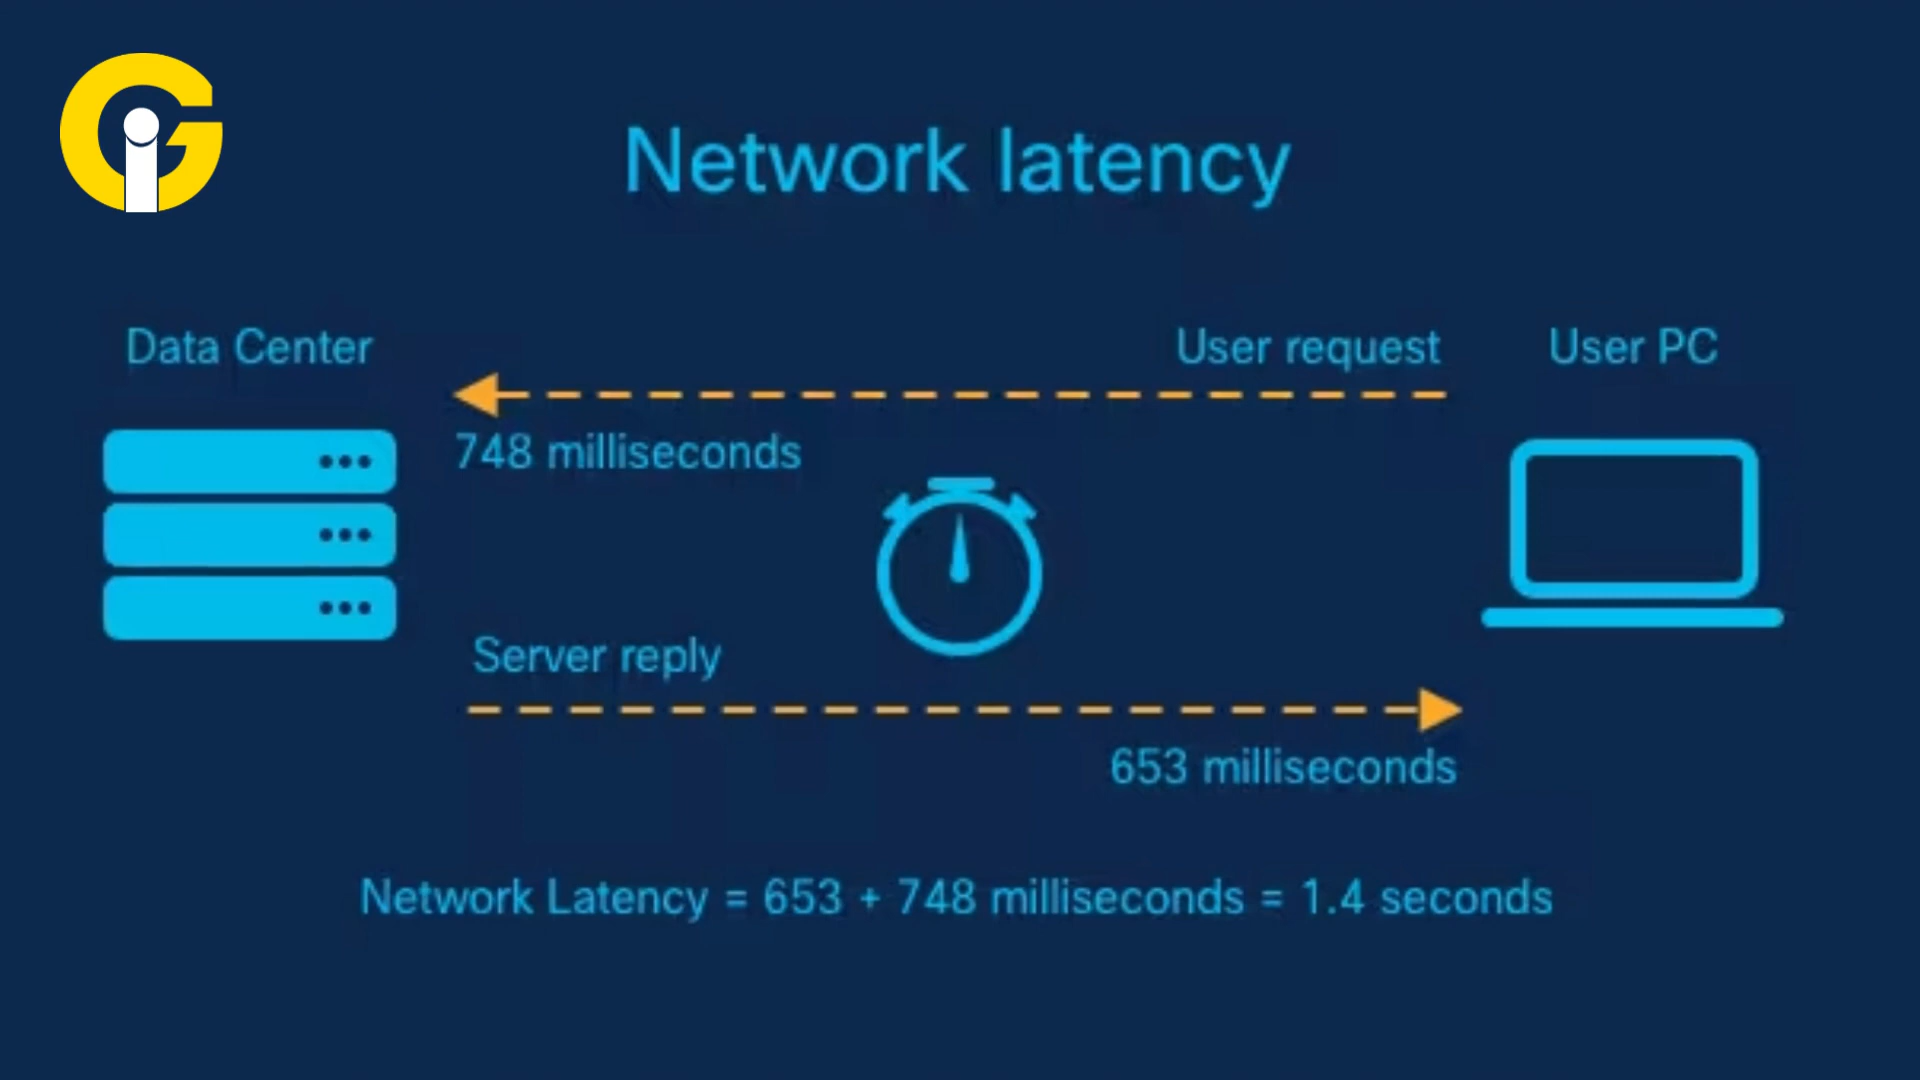 Gi
Network latency
Data Center
User request
User PC
748 milliseconds
Server reply
653 milliseconds
Network Latency = 653 + 748 milliseconds = 1.4 seconds